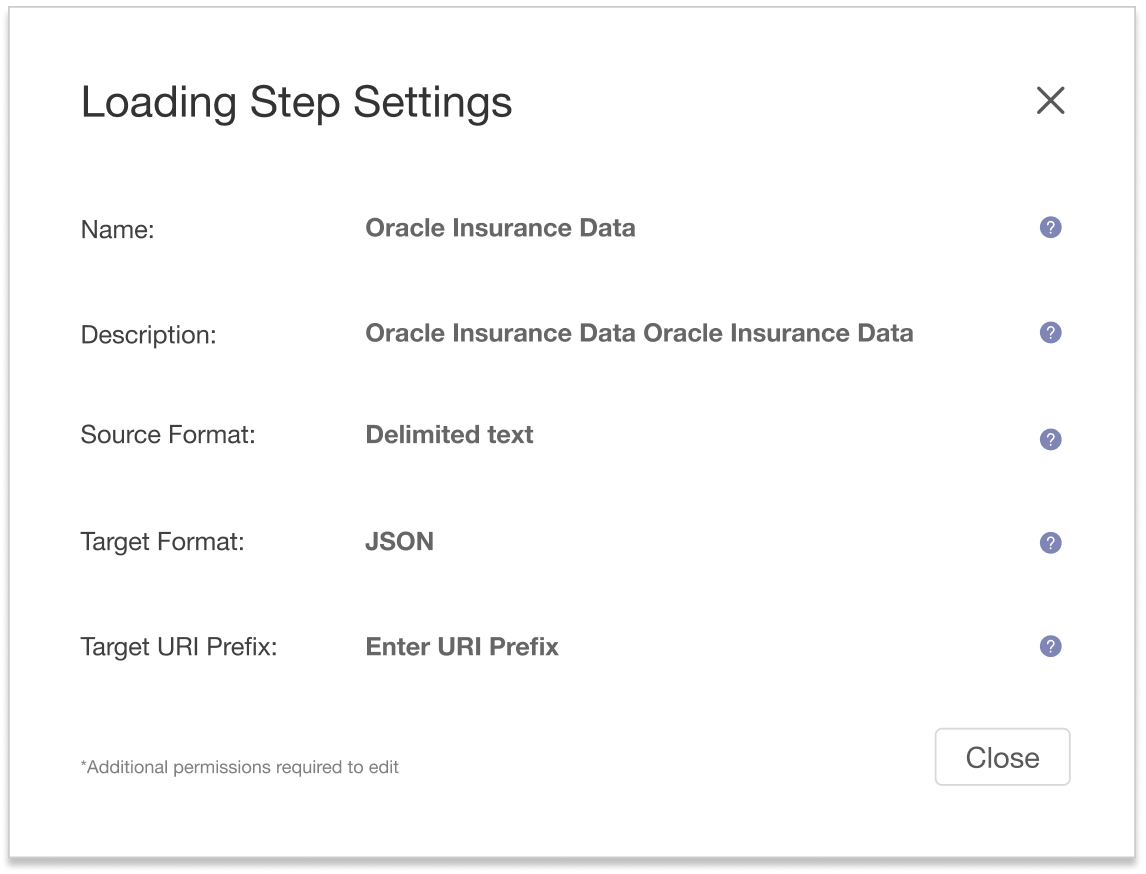 Loading Step Settings
Name: Oracle Insurance Data ?
Description: Oracle Insurance Data Oracle Insurance Data ?
Source Format: Delimited text ?
Target Format: JSON ?
Target URI Prefix: Enter URI Prefix ?
*Additional permissions required to edit Close